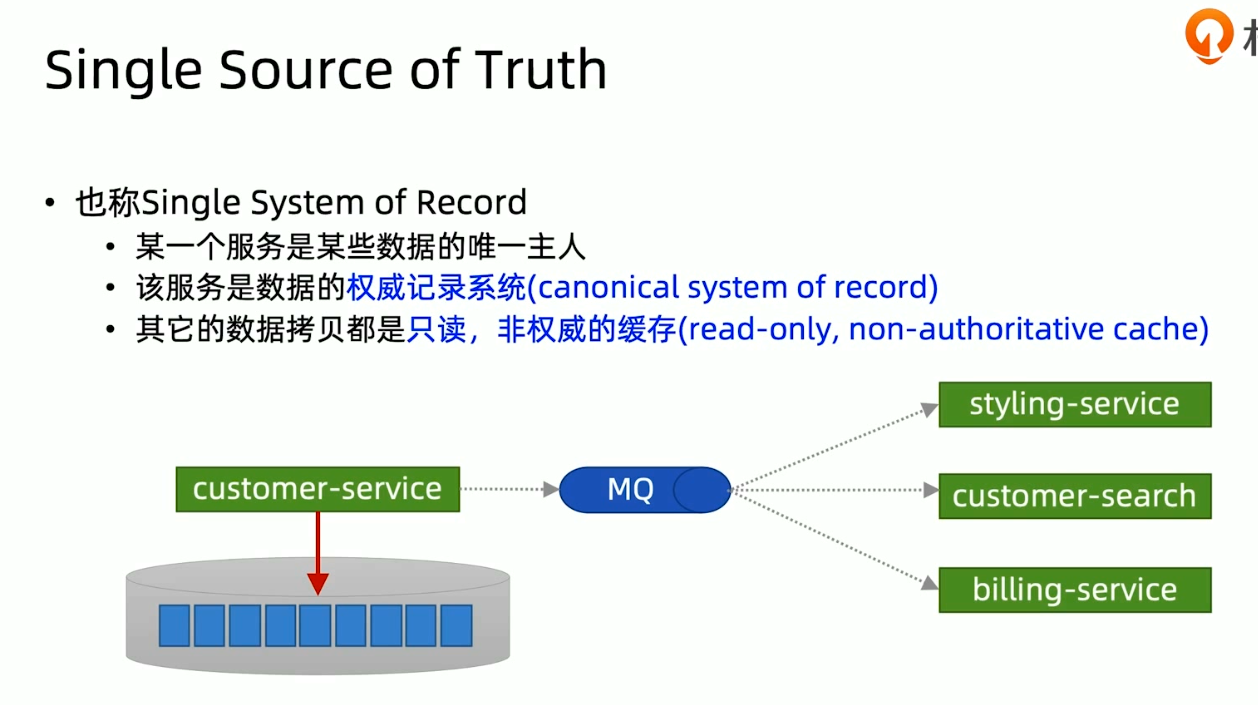 Single Source of Truth
• 也称Single System of Record
• 某一个服务是某些数据的唯一主人
• 该服务是数据的权威记录系统(canonical system of record)
• 其它的数据拷贝都是只读，非权威的缓存(read-only, non-authoritative cache)
styling-service
customer-service
MQ
customer-search
billing-service